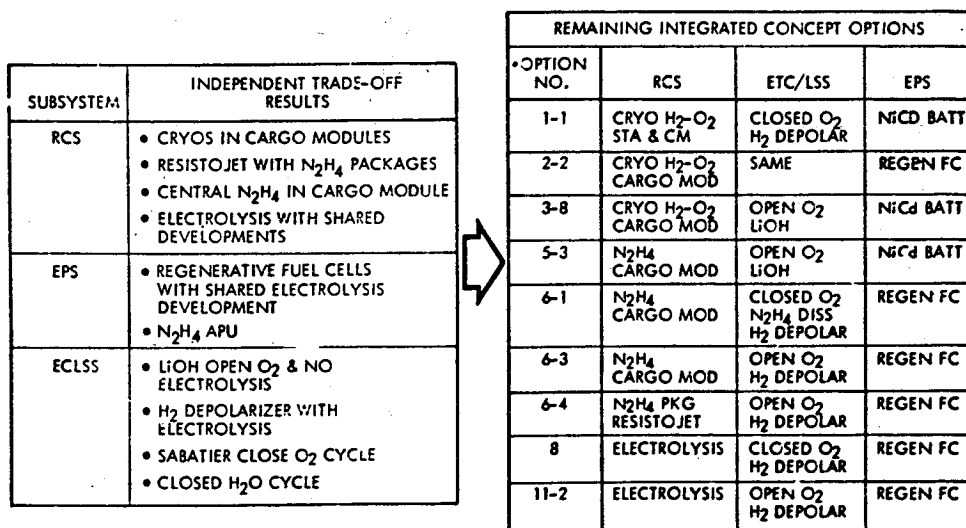 SUBSYSTEM
INDEPENDENT TRADE-OFF
RESULTS
RCS
• CRYOS IN CARGO MODULES
• RESISTOJET WITH N2H4 PACKAGES
• CENTRAL N2H4 IN CARGO MODULE
• ELECTROLYSIS WITH SHARED
DEVELOPMENTS
EPS
• REGENERATIVE FUEL CELLS
WITH SHARED ELECTROLYSIS
DEVELOPMENT
• N2H4 APU
ECLSS
• LiOH OPEN O2 & NO
ELECTROLYSIS
• H2 DEPOLARIZER WITH
ELECTROLYSIS
• SABATIER CLOSE O2 CYCLE
• CLOSED H2O CYCLE
REMAINING INTEGRATED CONCEPT OPTIONS
OPTION
NO.
RCS
ETC/LSS
EPS
1-1
CRYO H2-O2
STA & CM
CLOSED O2
H2 DEPOLAR
NiCD BATT
2-2
CRYO H2-O2
CARGO MOD
SAME
REGEN FC
3-8
CRYO H2-O2
CARGO MOD
OPEN O2
LiOH
NiCd BATT
5-3
N2H4
CARGO MOD
OPEN O2
LiOH
NiCd BATT
6-1
N2H4
CARGO MOD
CLOSED O2
N2H4 DISS
H2 DEPOLAR
REGEN FC
6-3
N2H4
CARGO MOD
OPEN O2
H2 DEPOLAR
REGEN FC
6-4
N2H4 PKG
RESISTOJET
OPEN O2
H2 DEPOLAR
REGEN FC
8
ELECTROLYSIS
CLOSED O2
H2 DEPOLAR
REGEN FC
11-2
ELECTROLYSIS
OPEN O2
H2 DEPOLAR
REGEN FC